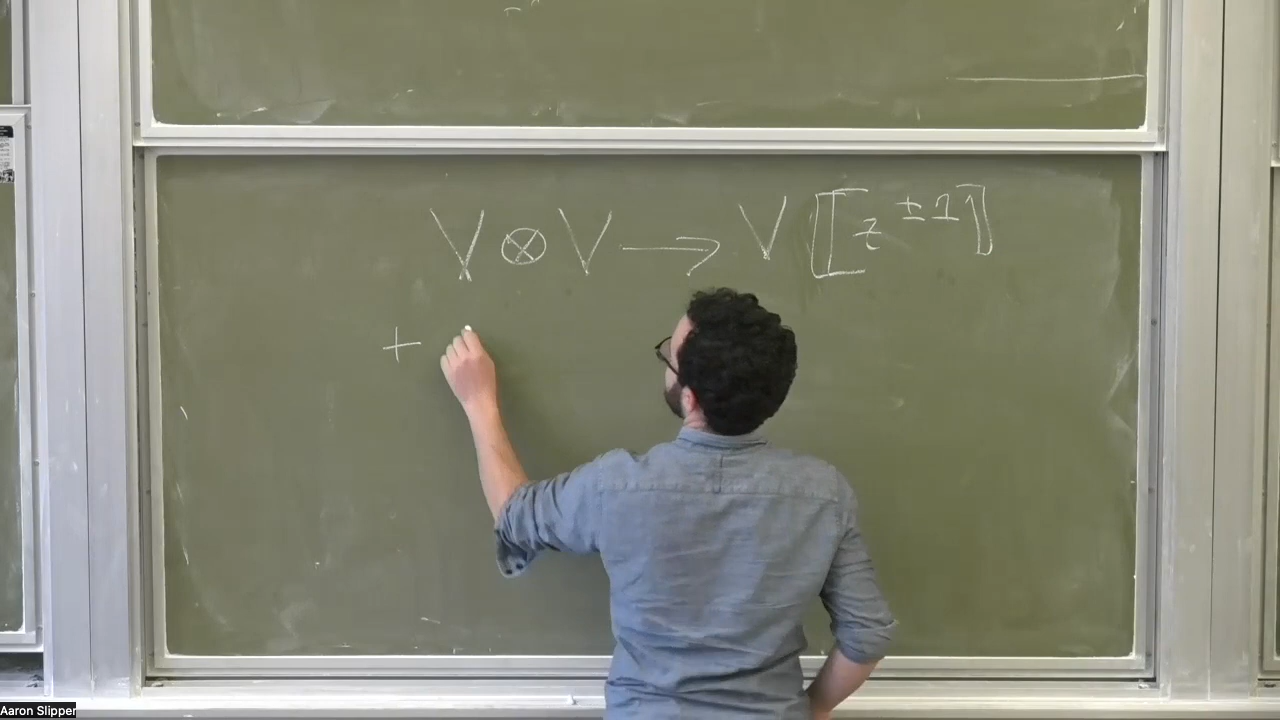 V ⊗ V → V ⟦z^{±1}⟧
+
Aaron Slipper